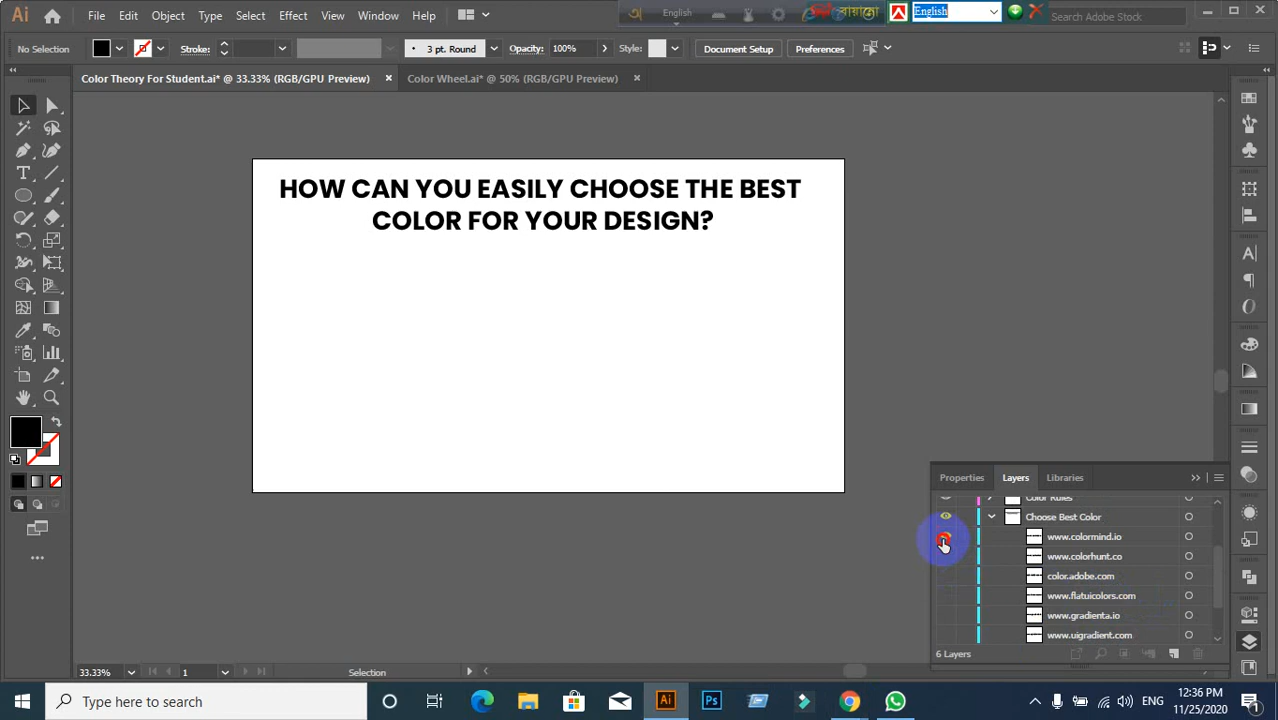 File Edit Object Type Select Effect View Window Help
English
English
Search Adobe Stock
No Selection
Stroke:
3 pt. Round
Opacity: 100%
Style:
Document Setup
Preferences
Color Theory For Student.ai* @ 33.33% (RGB/GPU Preview)
Color Wheel.ai* @ 50% (RGB/GPU Preview)
HOW CAN YOU EASILY CHOOSE THE BEST
COLOR FOR YOUR DESIGN?
Properties Layers Libraries
Color Rules
Choose Best Color
www.colormind.io
www.colorhunt.co
color.adobe.com
www.flatuicolors.com
www.gradienta.io
www.uigradient.com
6 Layers
33.33% 1 Selection
Type here to search
Ai
Ps
ENG
12:36 PM
11/25/2020